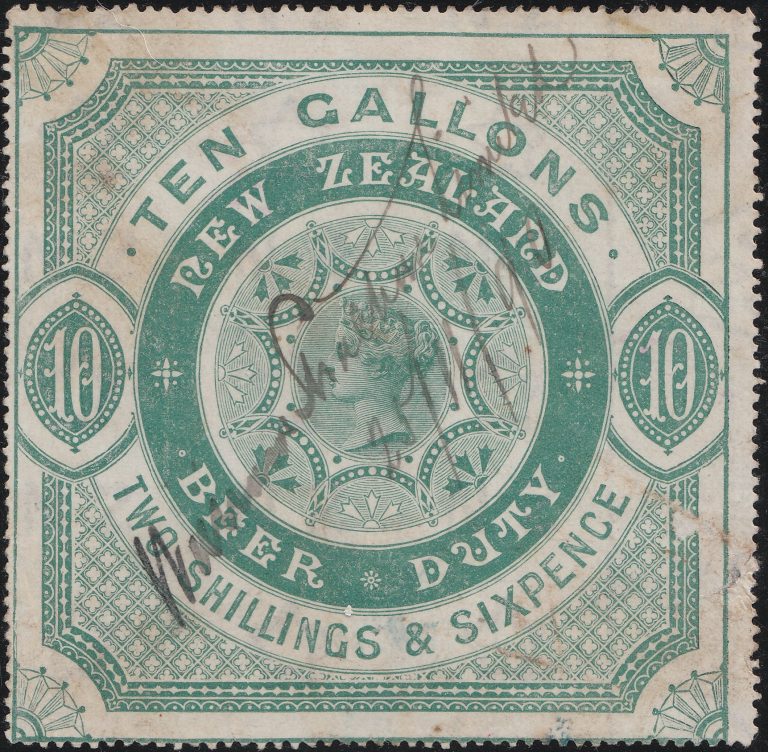 · TEN GALLONS ·
NEW ZEALAND
10
10
· BEER DUTY ·
TWO SHILLINGS & SIXPENCE